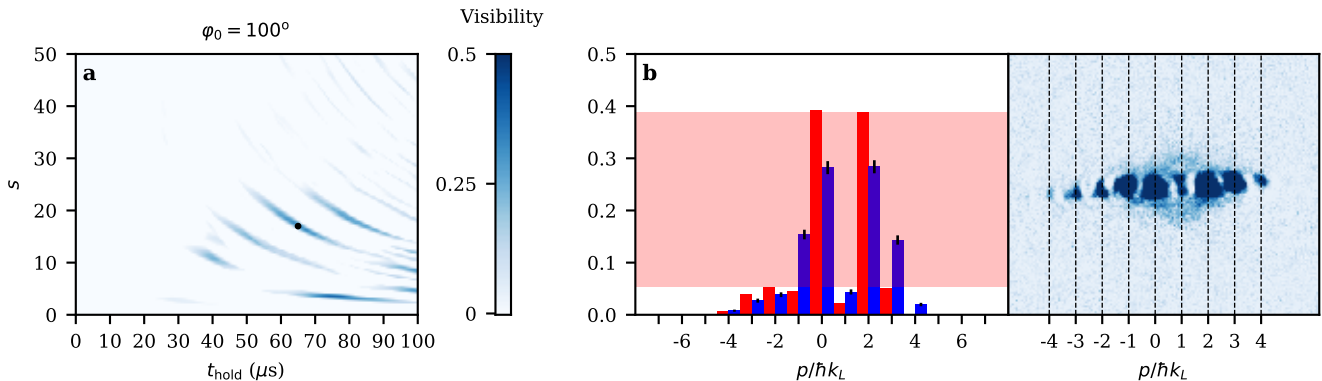 φ₀ = 100°
Visibility
a
50
40
30
20
10
0
s
0 10 20 30 40 50 60 70 80 90 100
t_hold (μs)
0.5
0.25
0
b
0.5
0.4
0.3
0.2
0.1
0.0
-6 -4 -2 0 2 4 6
p/ħk_L
-4 -3 -2 -1 0 1 2 3 4
p/ħk_L